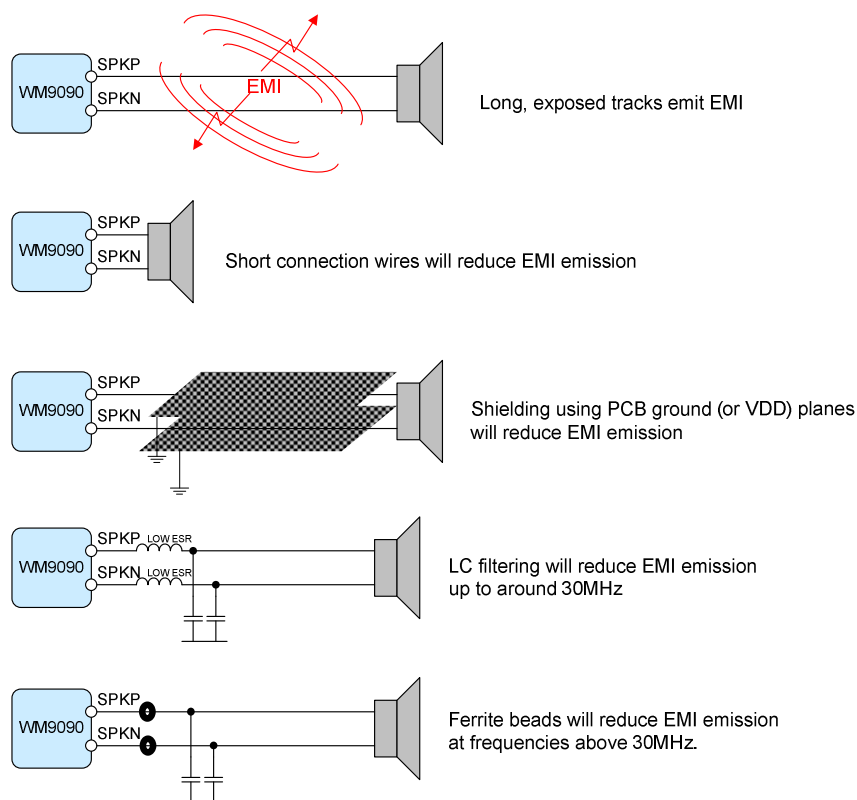 SPKP
WM9090
EMI
SPKN
Long, exposed tracks emit EMI
SPKP
WM9090
SPKN
Short connection wires will reduce EMI emission
SPKP
WM9090
SPKN
Shielding using PCB ground (or VDD) planes
will reduce EMI emission
SPKP LOW ESR
WM9090
SPKN LOW ESR
LC filtering will reduce EMI emission
up to around 30MHz
SPKP
WM9090
SPKN
Ferrite beads will reduce EMI emission
at frequencies above 30MHz.